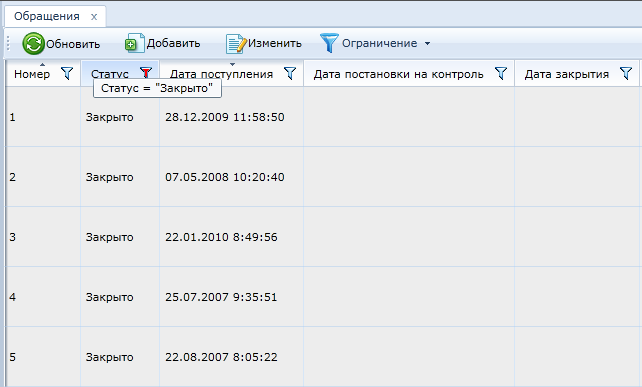 Обращения x
Обновить Добавить Изменить Ограничение
Номер Статус Дата поступления Дата постановки на контроль Дата закрытия
Статус = "Закрыто"
1 Закрыто 28.12.2009 11:58:50
2 Закрыто 07.05.2008 10:20:40
3 Закрыто 22.01.2010 8:49:56
4 Закрыто 25.07.2007 9:35:51
5 Закрыто 22.08.2007 8:05:22